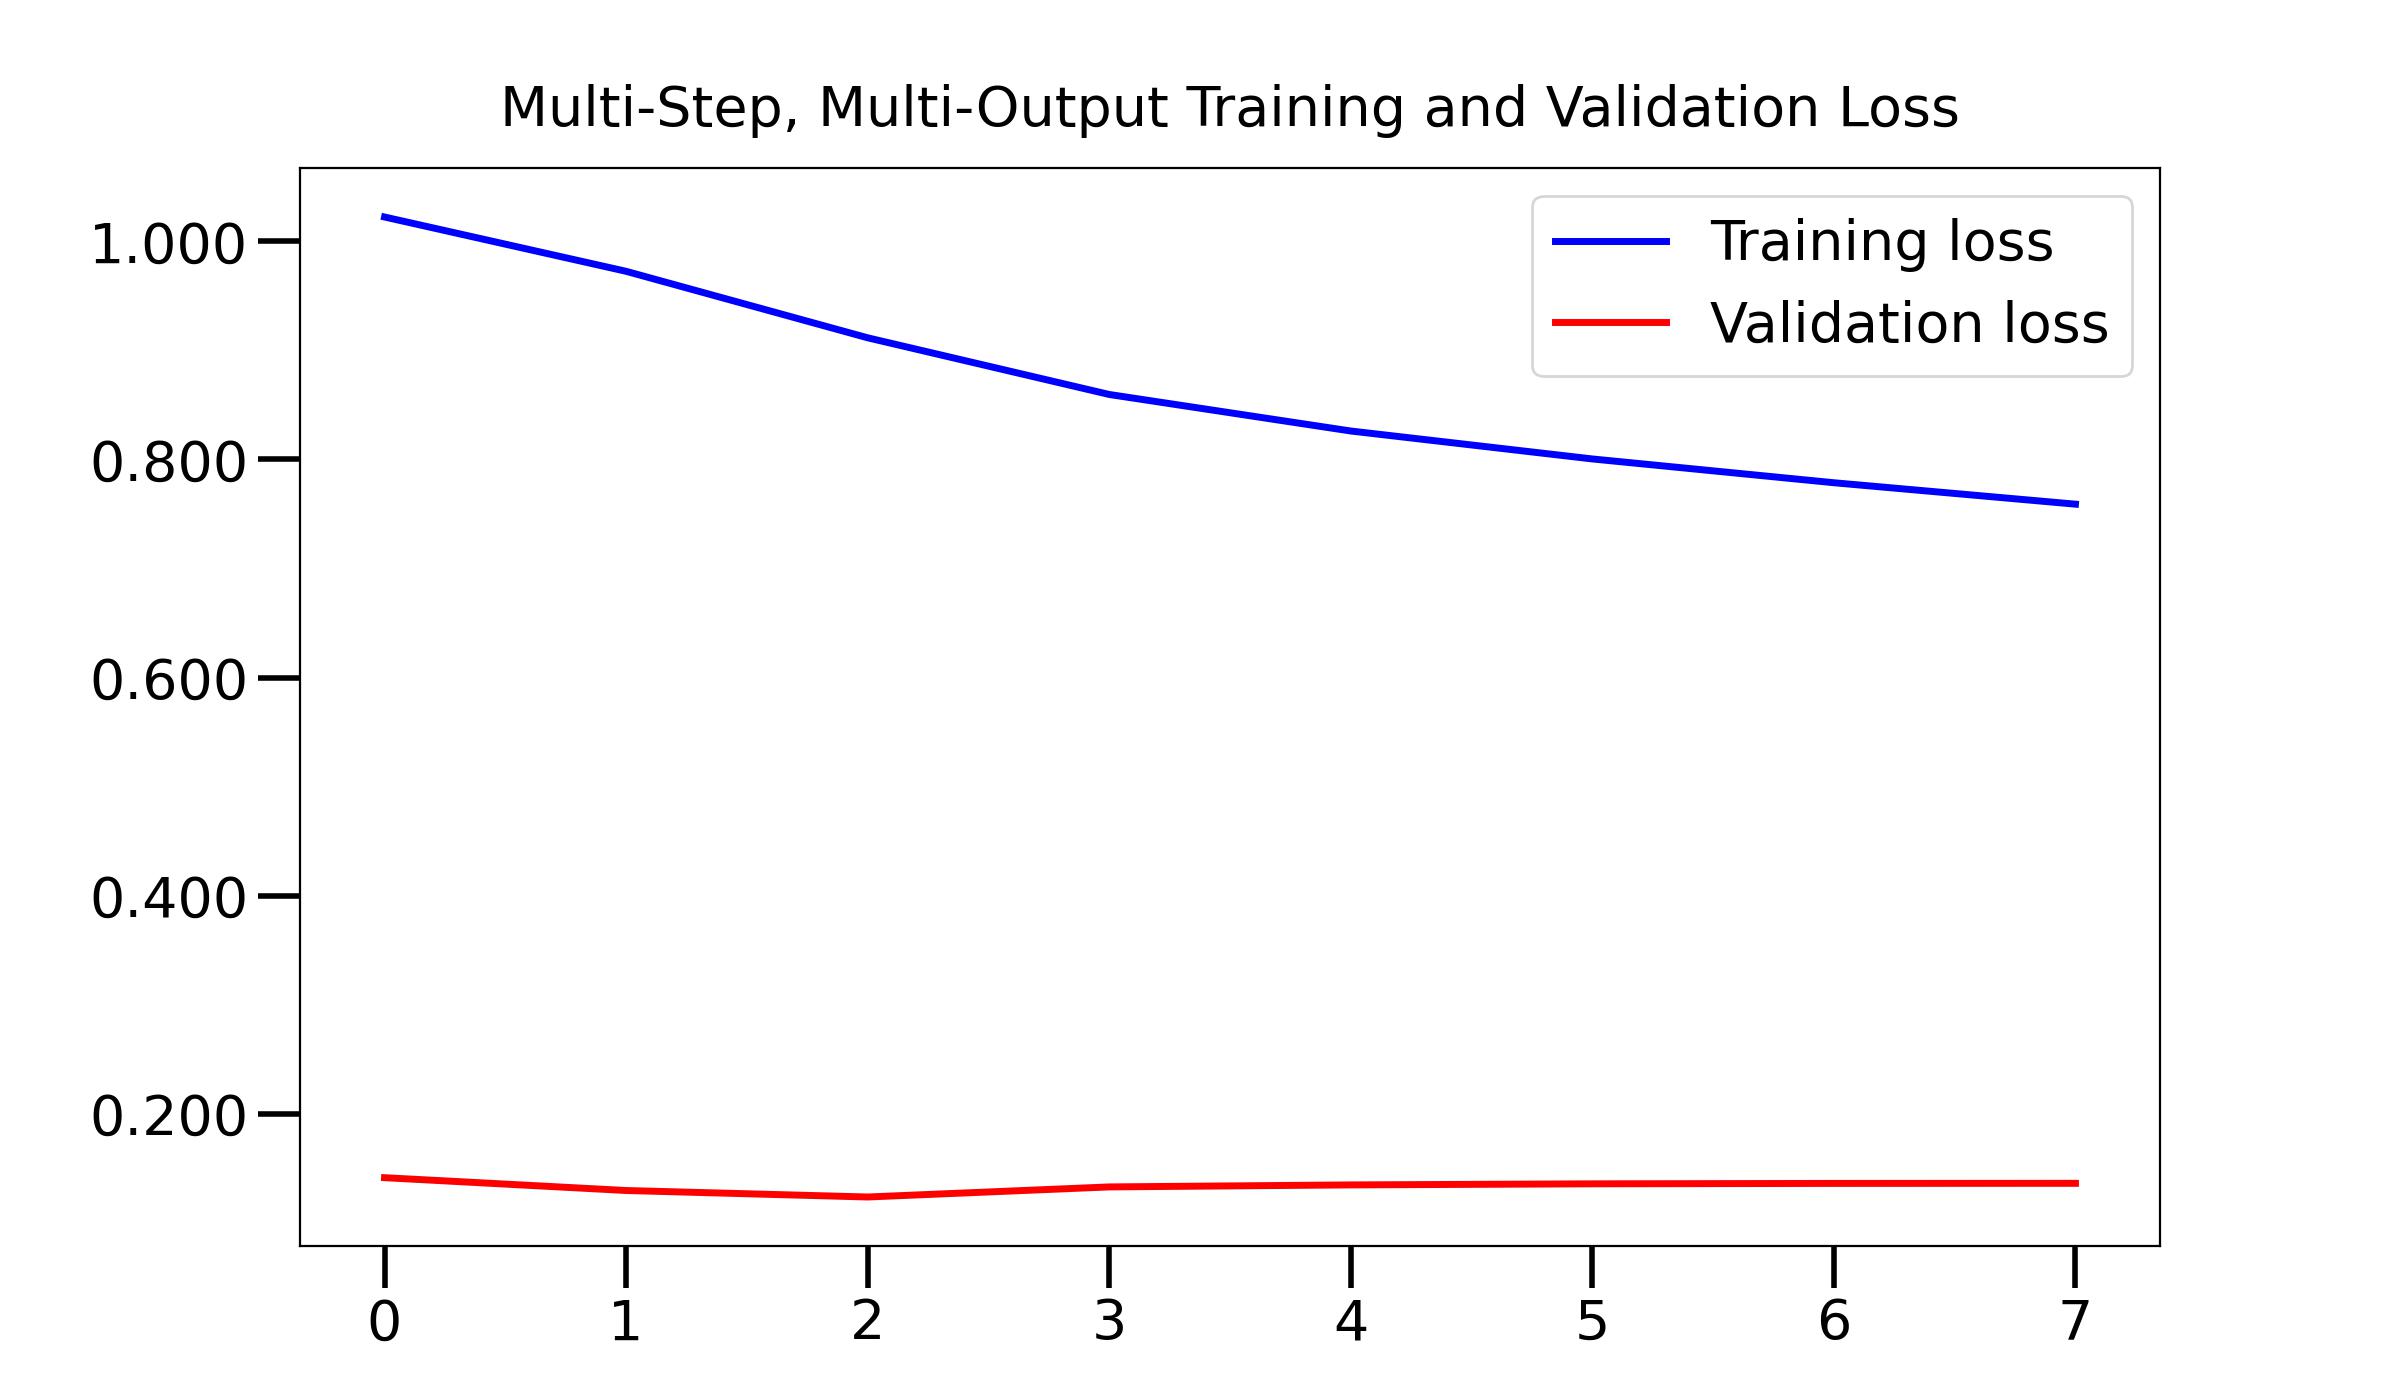 Multi-Step, Multi-Output Training and Validation Loss
Training loss
Validation loss
1.000
0.800
0.600
0.400
0.200
0 1 2 3 4 5 6 7